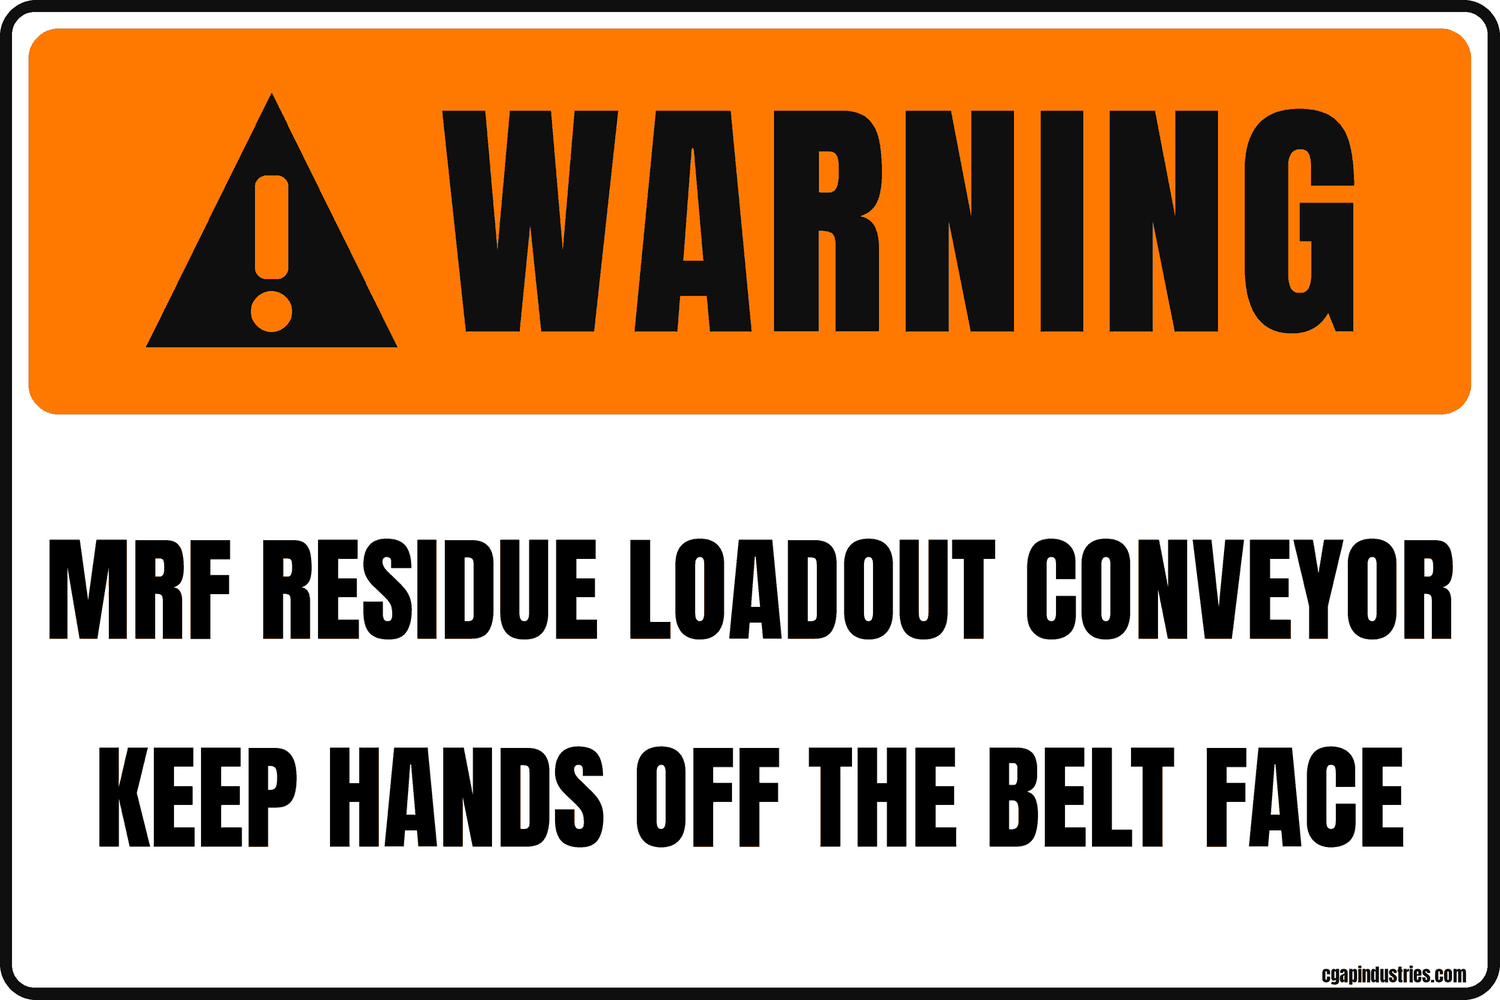 WARNING
MRF RESIDUE LOADOUT CONVEYOR
KEEP HANDS OFF THE BELT FACE
cgapindustries.com